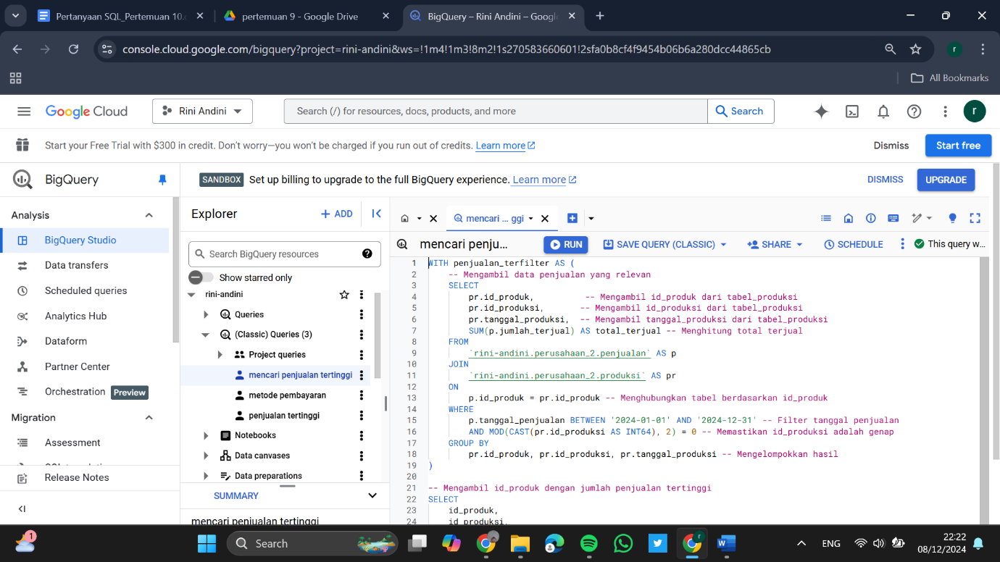 Pertanyaan SQL_Pertemuan 10.
pertemuan 9 - Google Drive
BigQuery – Rini Andini – Googl
console.cloud.google.com/bigquery?project=rini-andini&ws=!1m4!1m3!8m2!1s270583660601!2sfa0b8cf4f9454b06b6a280dcc44865cb
r
All Bookmarks
Google Cloud
Rini Andini
Search (/) for resources, docs, products, and more
Search
r
Start your Free Trial with $300 in credit. Don't worry—you won't be charged if you run out of credits. Learn more
Dismiss
Start free
BigQuery
SANDBOX Set up billing to upgrade to the full BigQuery experience. Learn more
DISMISS
UPGRADE
Analysis
BigQuery Studio
Data transfers
Scheduled queries
Analytics Hub
Dataform
Partner Center
Orchestration Preview
Migration
Assessment
Release Notes
Explorer
+ ADD
Search BigQuery resources
Show starred only
rini-andini
Queries
(Classic) Queries (3)
Project queries
mencari penjualan tertinggi
metode pembayaran
penjualan tertinggi
Notebooks
Data canvases
Data preparations
SUMMARY
mencari penjualan tertinggi
mencari ... ggi
mencari penju...
RUN
SAVE QUERY (CLASSIC)
SHARE
SCHEDULE
This query w...
1 WITH penjualan_terfilter AS (
2 -- Mengambil data penjualan yang relevan
3 SELECT
4 pr.id_produk, -- Mengambil id_produk dari tabel_produksi
5 pr.id_produksi, -- Mengambil id_produksi dari tabel_produksi
6 pr.tanggal_produksi, -- Mengambil tanggal_produksi dari tabel_produksi
7 SUM(p.jumlah_terjual) AS total_terjual -- Menghitung total terjual
8 FROM
9 `rini-andini.perusahaan_2.penjualan` AS p
10 JOIN
11 `rini-andini.perusahaan_2.produksi` AS pr
12 ON
13 p.id_produk = pr.id_produk -- Menghubungkan tabel berdasarkan id_produk
14 WHERE
15 p.tanggal_penjualan BETWEEN '2024-01-01' AND '2024-12-31' -- Filter tanggal penjualan
16 AND MOD(CAST(pr.id_produksi AS INT64), 2) = 0 -- Memastikan id_produksi adalah genap
17 GROUP BY
18 pr.id_produk, pr.id_produksi, pr.tanggal_produksi -- Mengelompokkan hasil
19 )
20
21 -- Mengambil id_produk dengan jumlah penjualan tertinggi
22 SELECT
23 id_produk,
24 id_produksi,
1
Search
ENG
22:22
08/12/2024